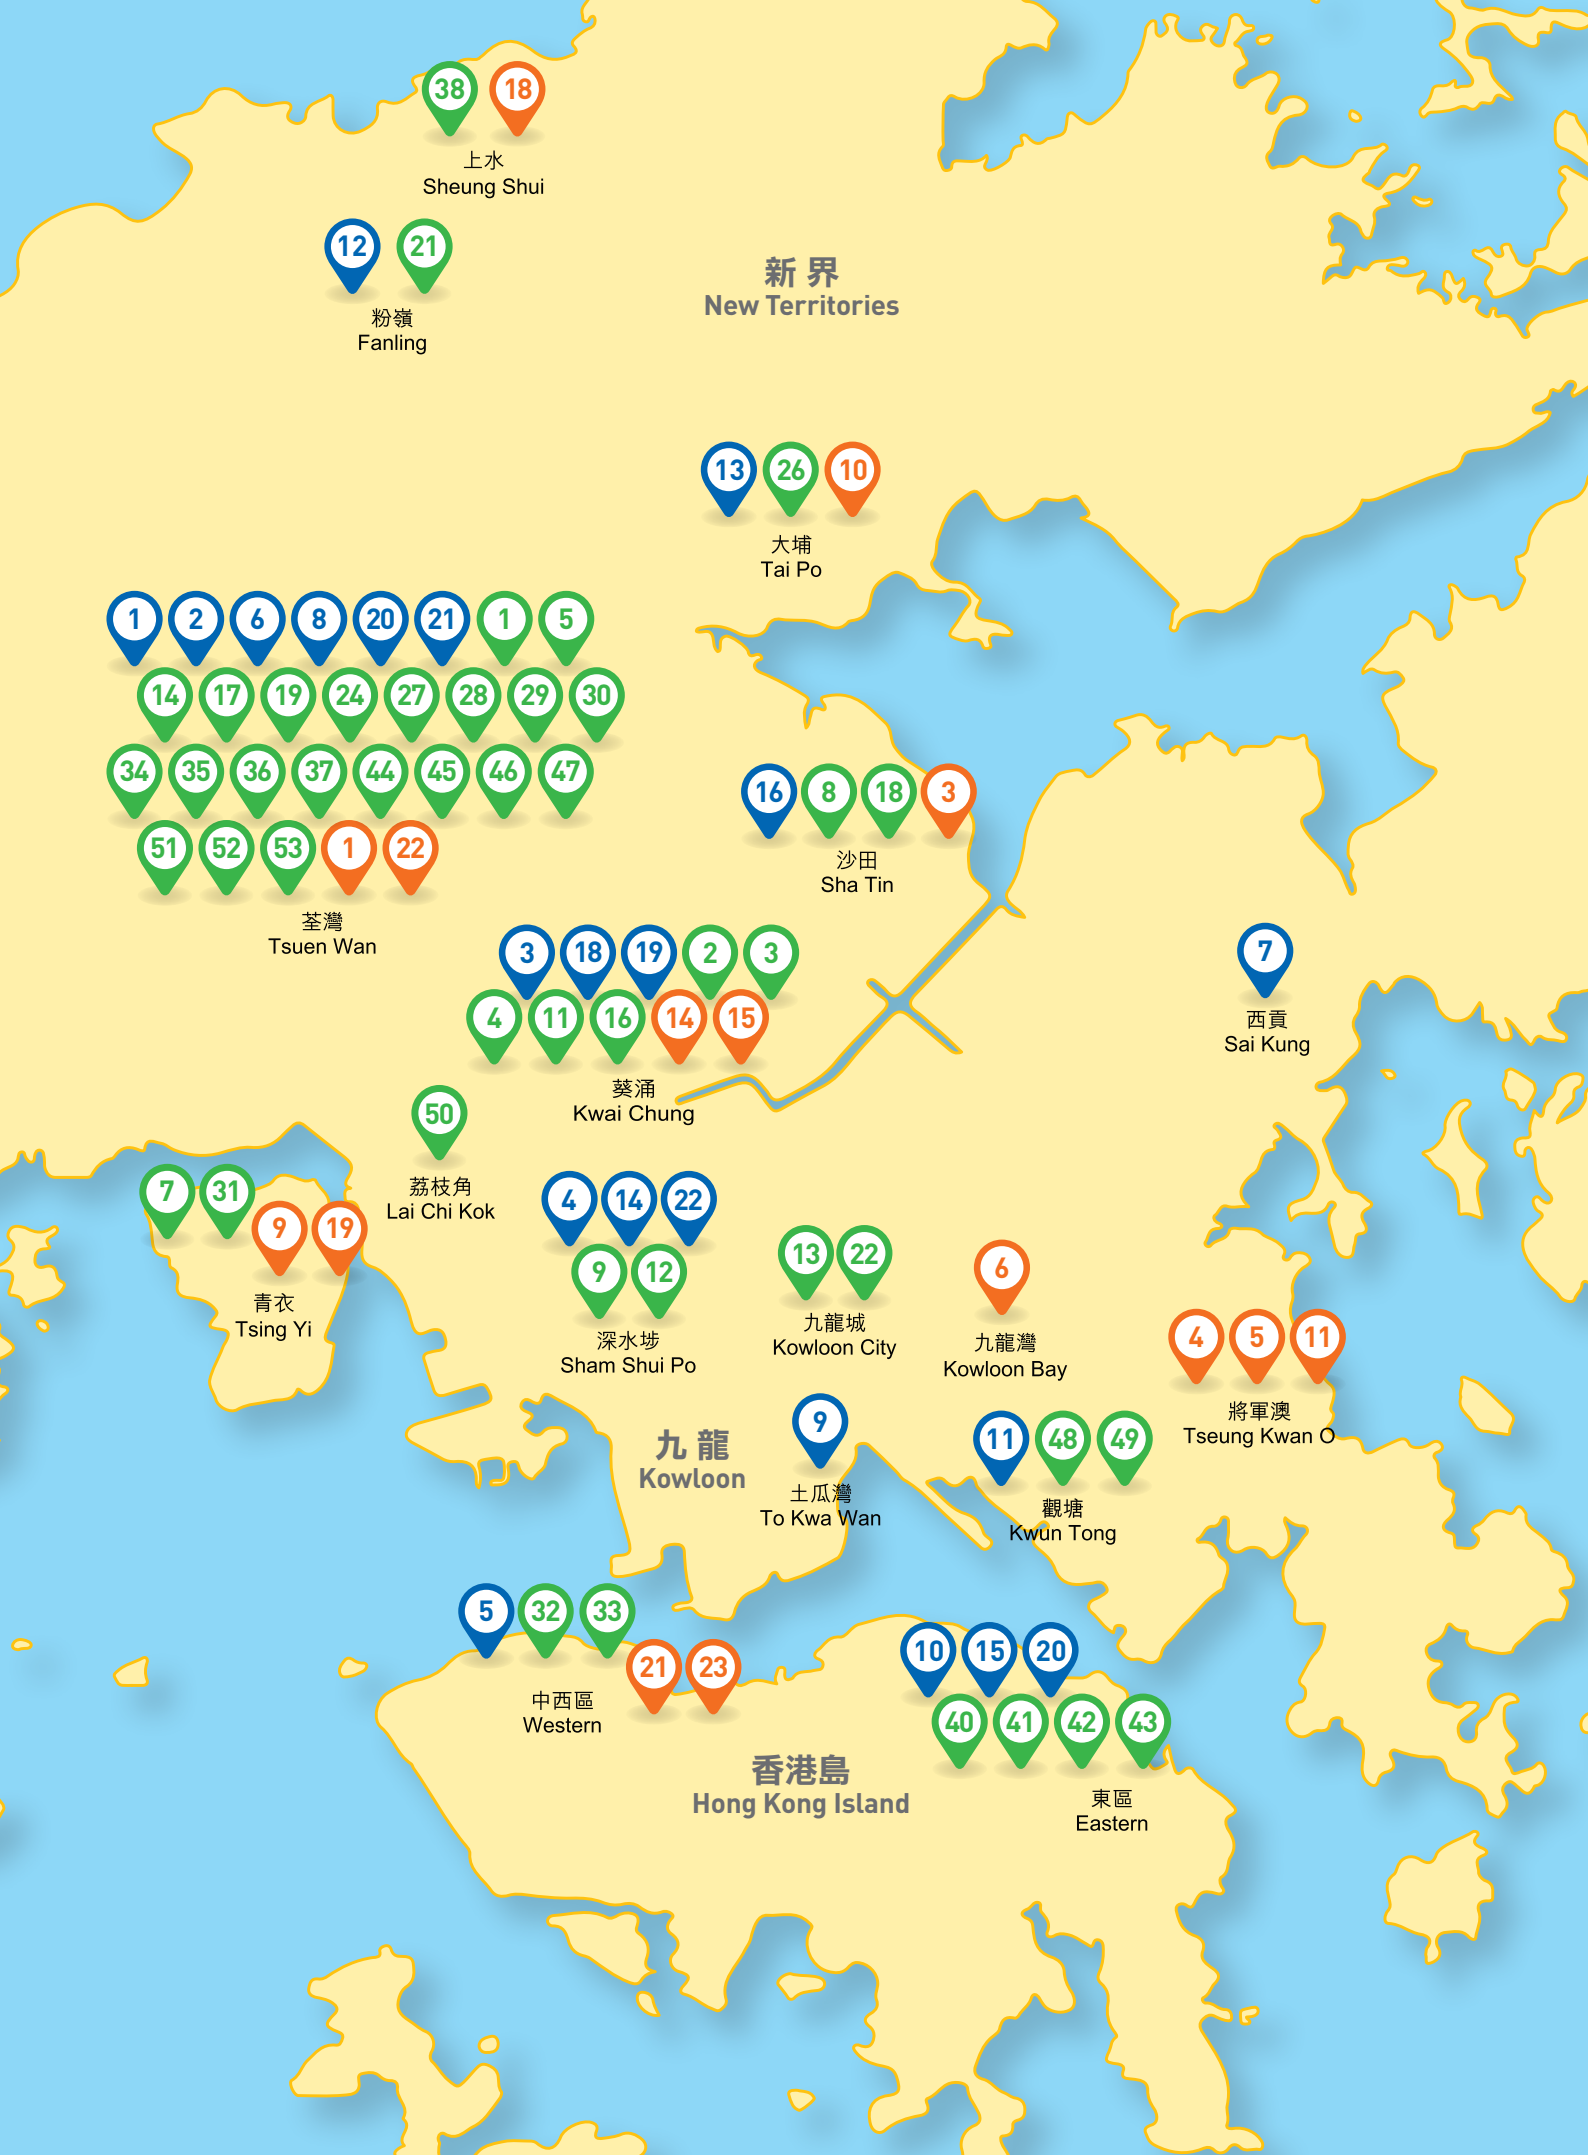 38 18
上水
Sheung Shui
12 21
粉嶺
Fanling
新界
New Territories
13 26 10
大埔
Tai Po
1 2 6 8 20 21 1 5
14 17 19 24 27 28 29 30
34 35 36 37 44 45 46 47
51 52 53 1 22
荃灣
Tsuen Wan
16 8 18 3
沙田
Sha Tin
3 18 19 2 3
4 11 16 14 15
葵涌
Kwai Chung
7
西貢
Sai Kung
50
荔枝角
Lai Chi Kok
7 31
9 19
青衣
Tsing Yi
4 14 22
9 12
深水埗
Sham Shui Po
13 22
九龍城
Kowloon City
6
九龍灣
Kowloon Bay
4 5 11
將軍澳
Tseung Kwan O
九龍
Kowloon
9
土瓜灣
To Kwa Wan
11 48 49
觀塘
Kwun Tong
5 32 33
21 23
中西區
Western
10 15 20
40 41 42 43
東區
Eastern
香港島
Hong Kong Island